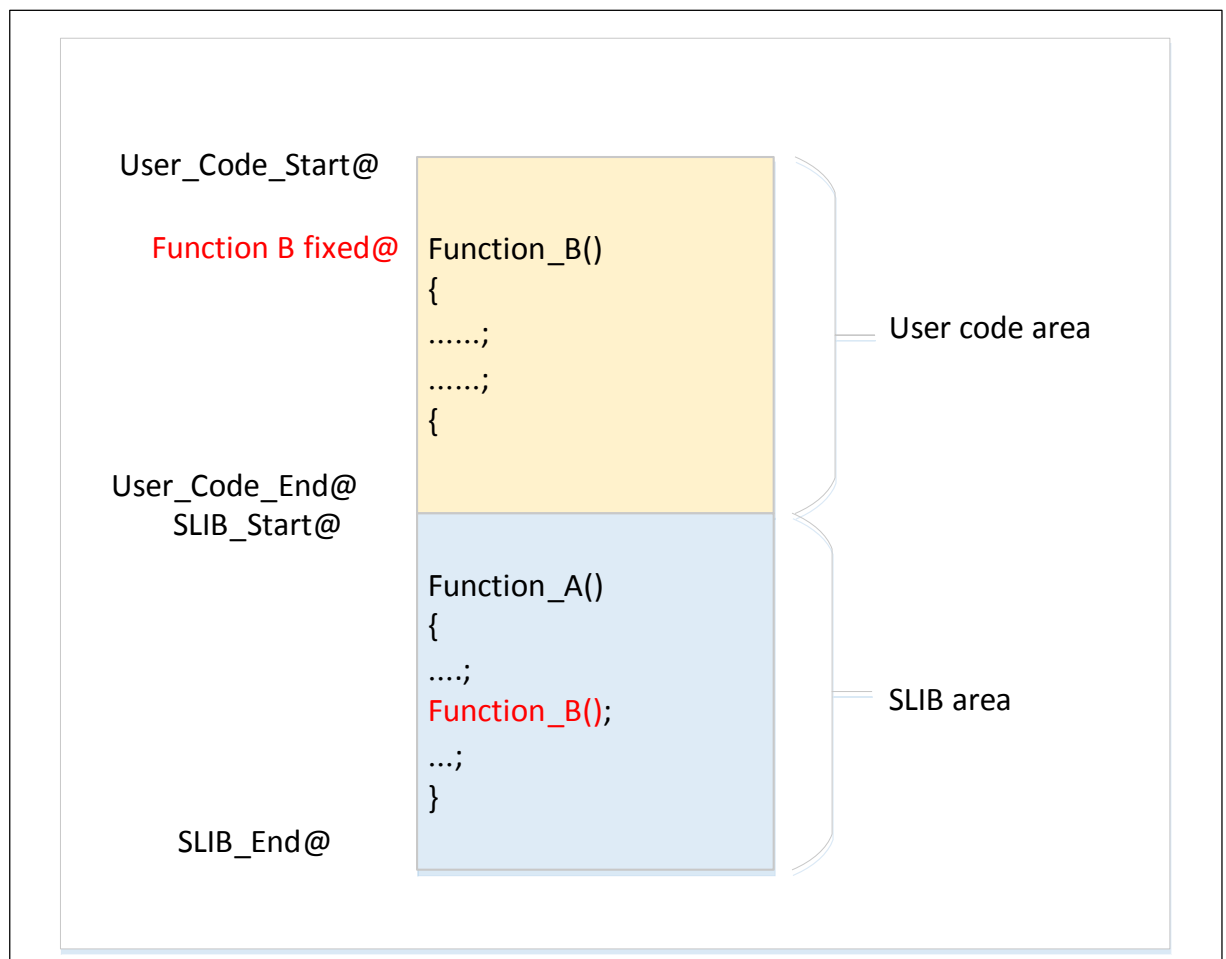 User_Code_Start@
Function B fixed@
Function_B()
{
......;
......;
{
User code area
User_Code_End@
SLIB_Start@
Function_A()
{
....;
Function_B();
...;
}
SLIB area
SLIB_End@